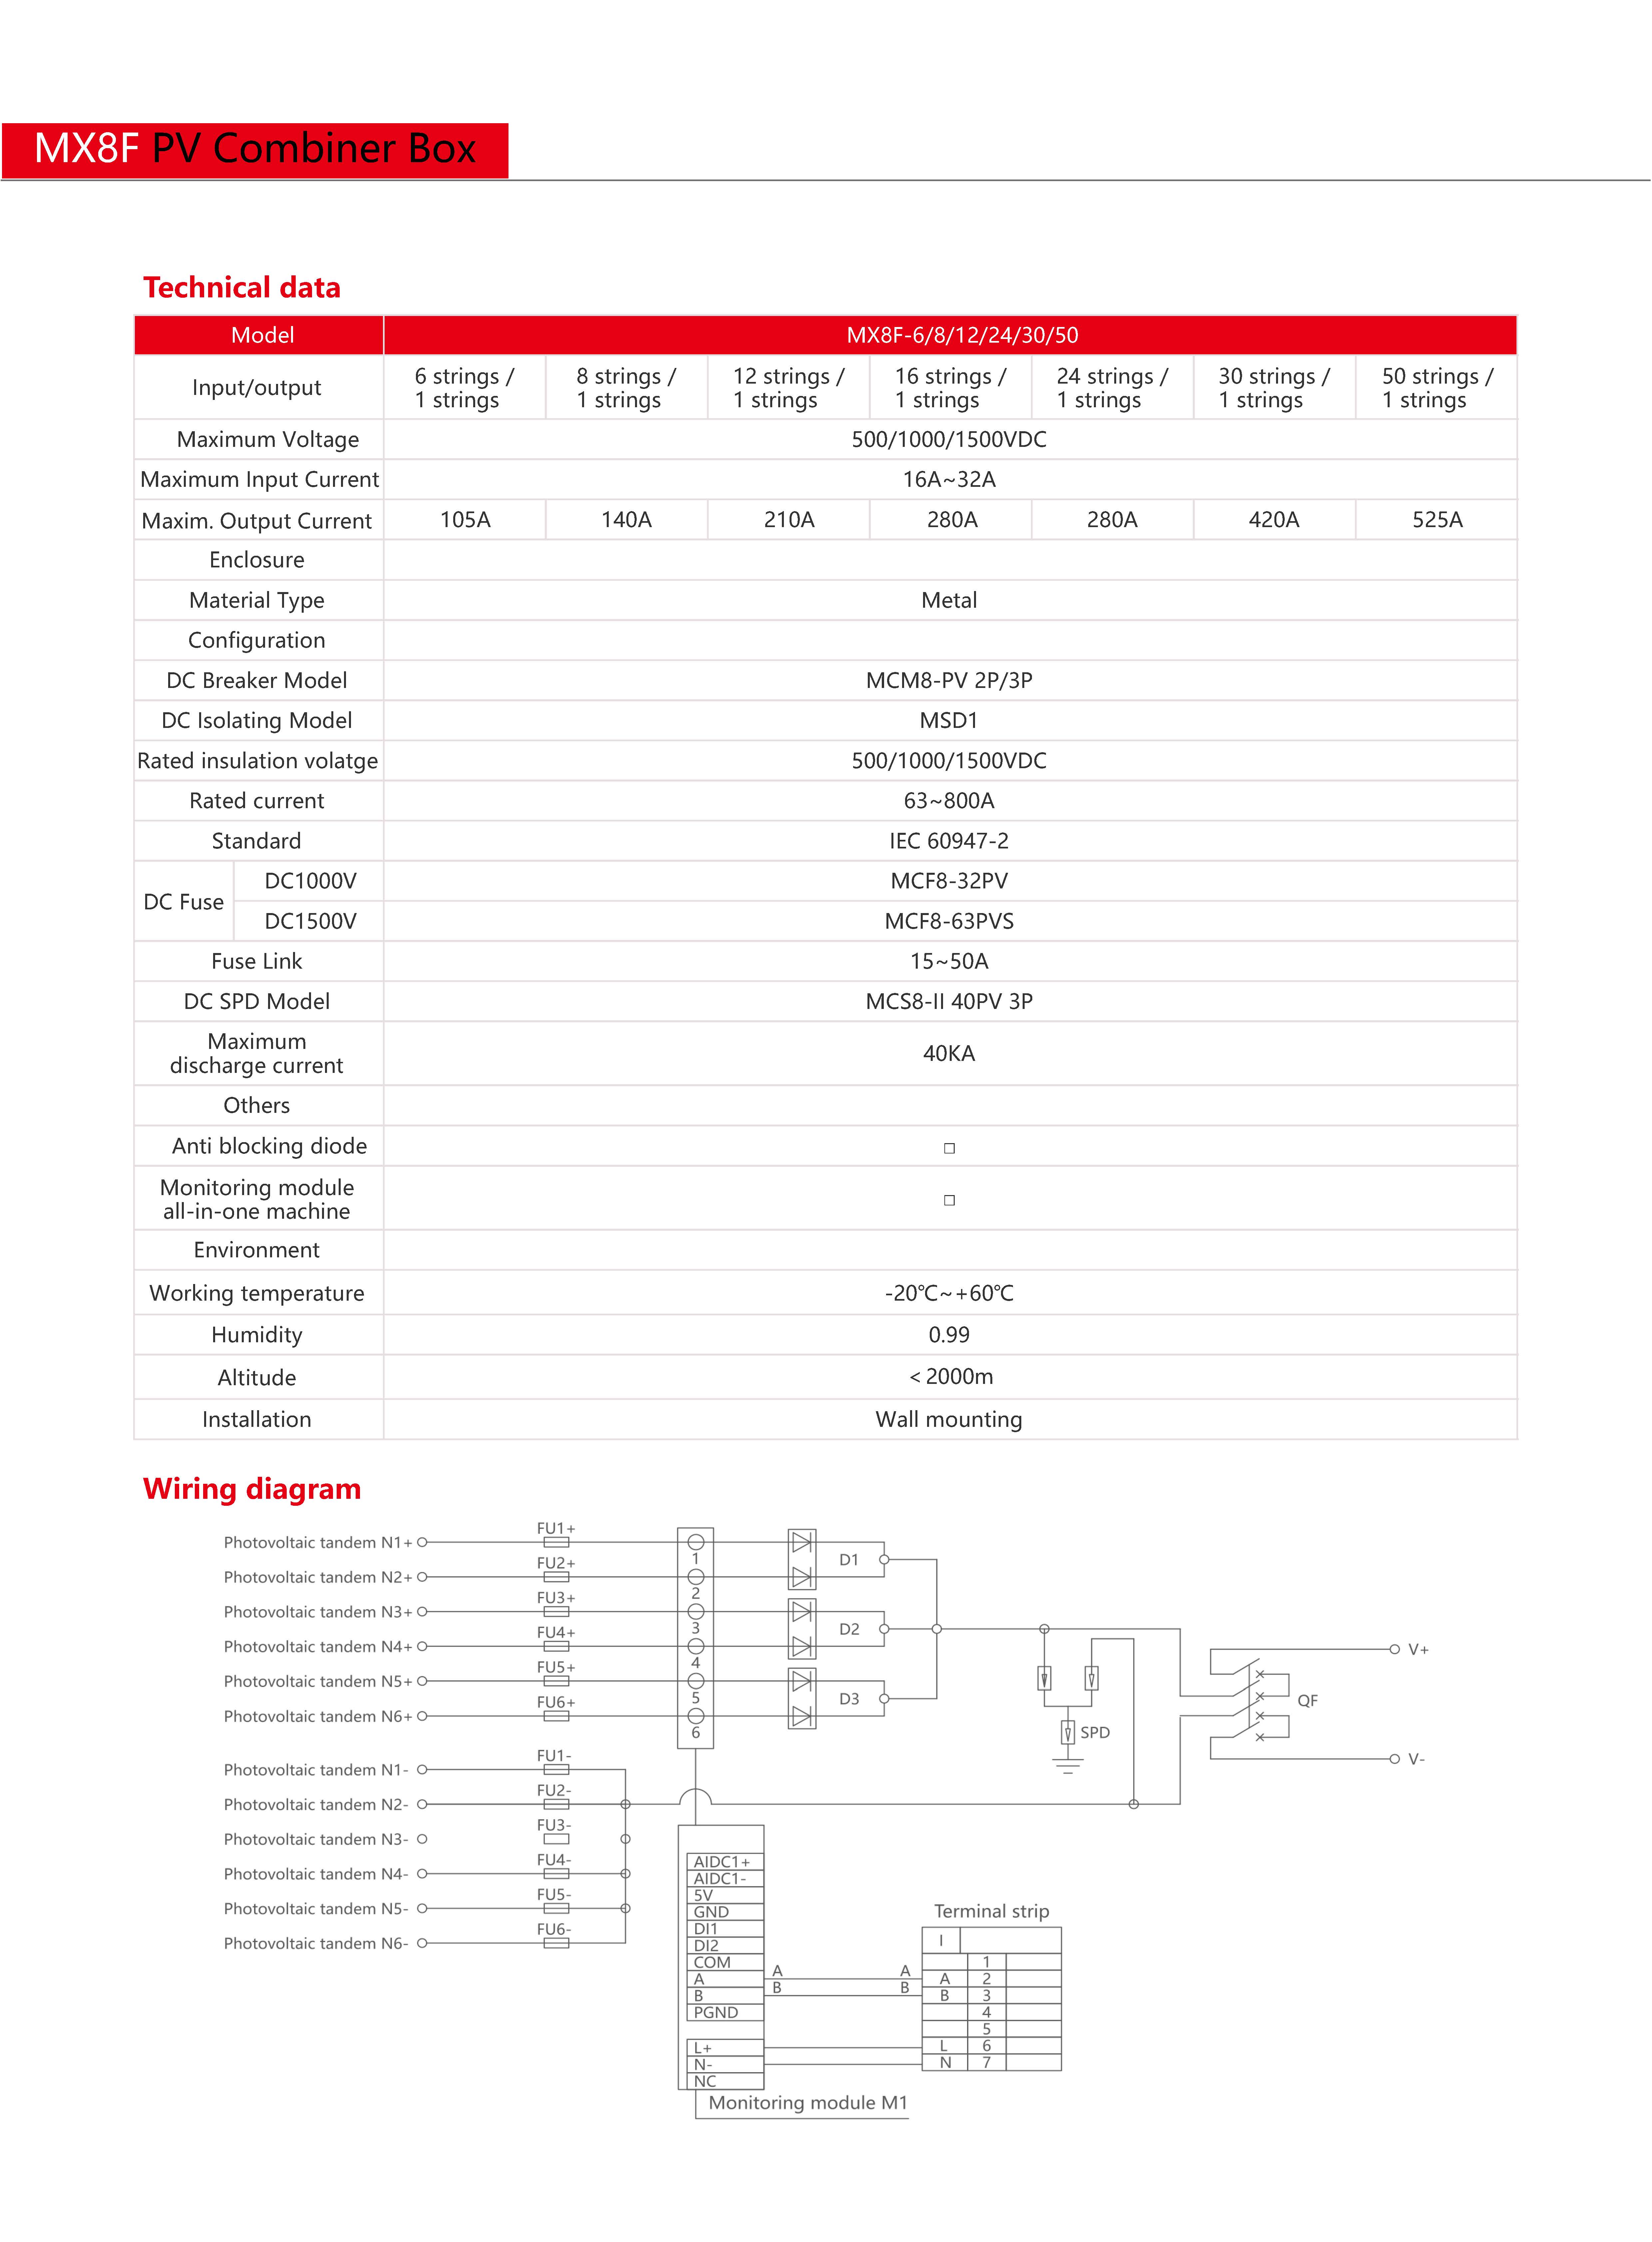 MX8F PV Combiner Box
Technical data
Model MX8F-6/8/12/24/30/50
Input/output 6 strings / 8 strings / 12 strings / 16 strings / 24 strings / 30 strings / 50 strings /
1 strings 1 strings 1 strings 1 strings 1 strings 1 strings 1 strings
Maximum Voltage 500/1000/1500VDC
Maximum Input Current 16A~32A
Maxim. Output Current 105A 140A 210A 280A 280A 420A 525A
Enclosure
Material Type Metal
Configuration
DC Breaker Model MCM8-PV 2P/3P
DC Isolating Model MSD1
Rated insulation volatge 500/1000/1500VDC
Rated current 63~800A
Standard IEC 60947-2
DC Fuse DC1000V MCF8-32PV
DC1500V MCF8-63PVS
Fuse Link 15~50A
DC SPD Model MCS8-II 40PV 3P
Maximum
discharge current 40KA
Others
Anti blocking diode □
Monitoring module
all-in-one machine □
Environment
Working temperature -20℃~+60℃
Humidity 0.99
Altitude < 2000m
Installation Wall mounting
Wiring diagram
Photovoltaic tandem N1+ FU1+ 1
Photovoltaic tandem N2+ FU2+ 2
Photovoltaic tandem N3+ FU3+ 3
Photovoltaic tandem N4+ FU4+ 4
Photovoltaic tandem N5+ FU5+ 5
Photovoltaic tandem N6+ FU6+ 6
D1
D2
D3
SPD
QF
V+
V-
Photovoltaic tandem N1- FU1-
Photovoltaic tandem N2- FU2-
Photovoltaic tandem N3- FU3-
Photovoltaic tandem N4- FU4-
Photovoltaic tandem N5- FU5-
Photovoltaic tandem N6- FU6-
AIDC1+
AIDC1-
5V
GND
DI1
DI2
COM
A
B
PGND
L+
N-
NC
A A
B B
Terminal strip
I
1
A 2
B 3
4
5
L 6
N 7
Monitoring module M1